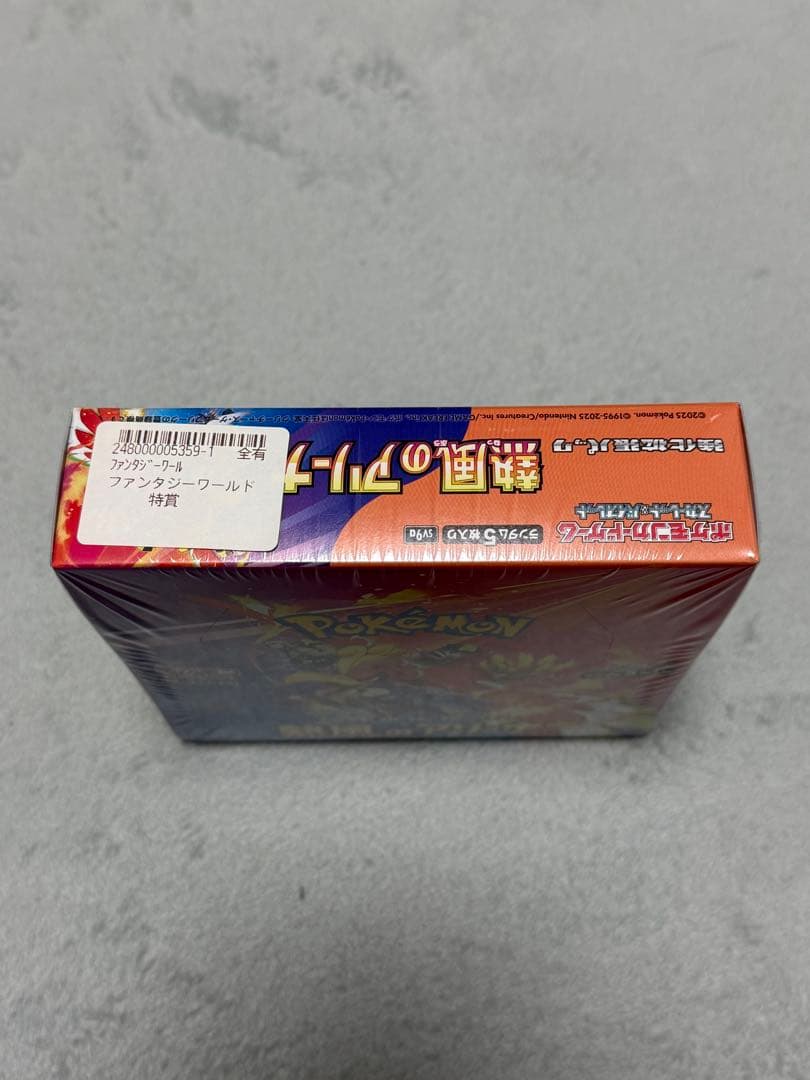 248000005359-1 全有
ﾌｧﾝﾀｼﾞｰﾜｰﾙ
ファンタジーワールド
特賞
ポケモンカードゲーム
スカーレット&バイオレット
強化拡張パック
熱風のアリーナ
ランダム5枚入り
sv9a
©2025 Pokémon. ©1995-2025 Nintendo/Creatures Inc./GAME FREAK inc.
POKÉMON